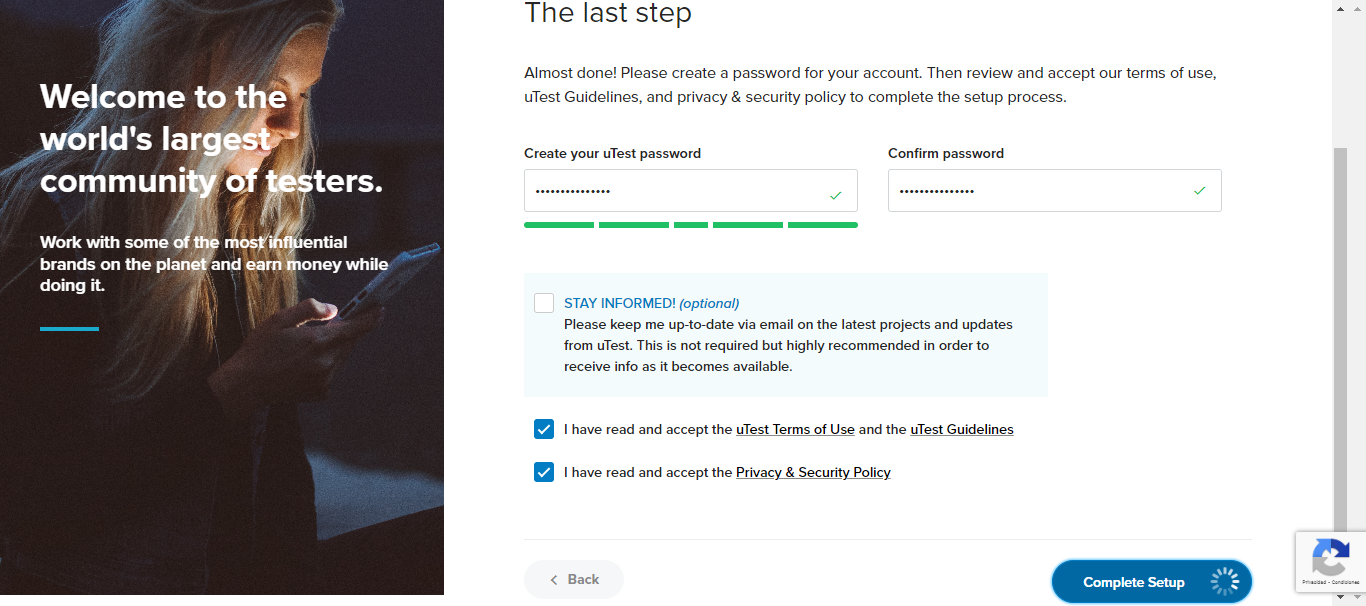 Welcome to the
world's largest
community of testers.
Work with some of the most influential
brands on the planet and earn money while
doing it.
The last step
Almost done! Please create a password for your account. Then review and accept our terms of use,
uTest Guidelines, and privacy & security policy to complete the setup process.
Create your uTest password
Confirm password
•••••••••••••••
•••••••••••••••
STAY INFORMED! (optional)
Please keep me up-to-date via email on the latest projects and updates
from uTest. This is not required but highly recommended in order to
receive info as it becomes available.
I have read and accept the uTest Terms of Use and the uTest Guidelines
I have read and accept the Privacy & Security Policy
Back
Complete Setup
Privacidad - Condiciones